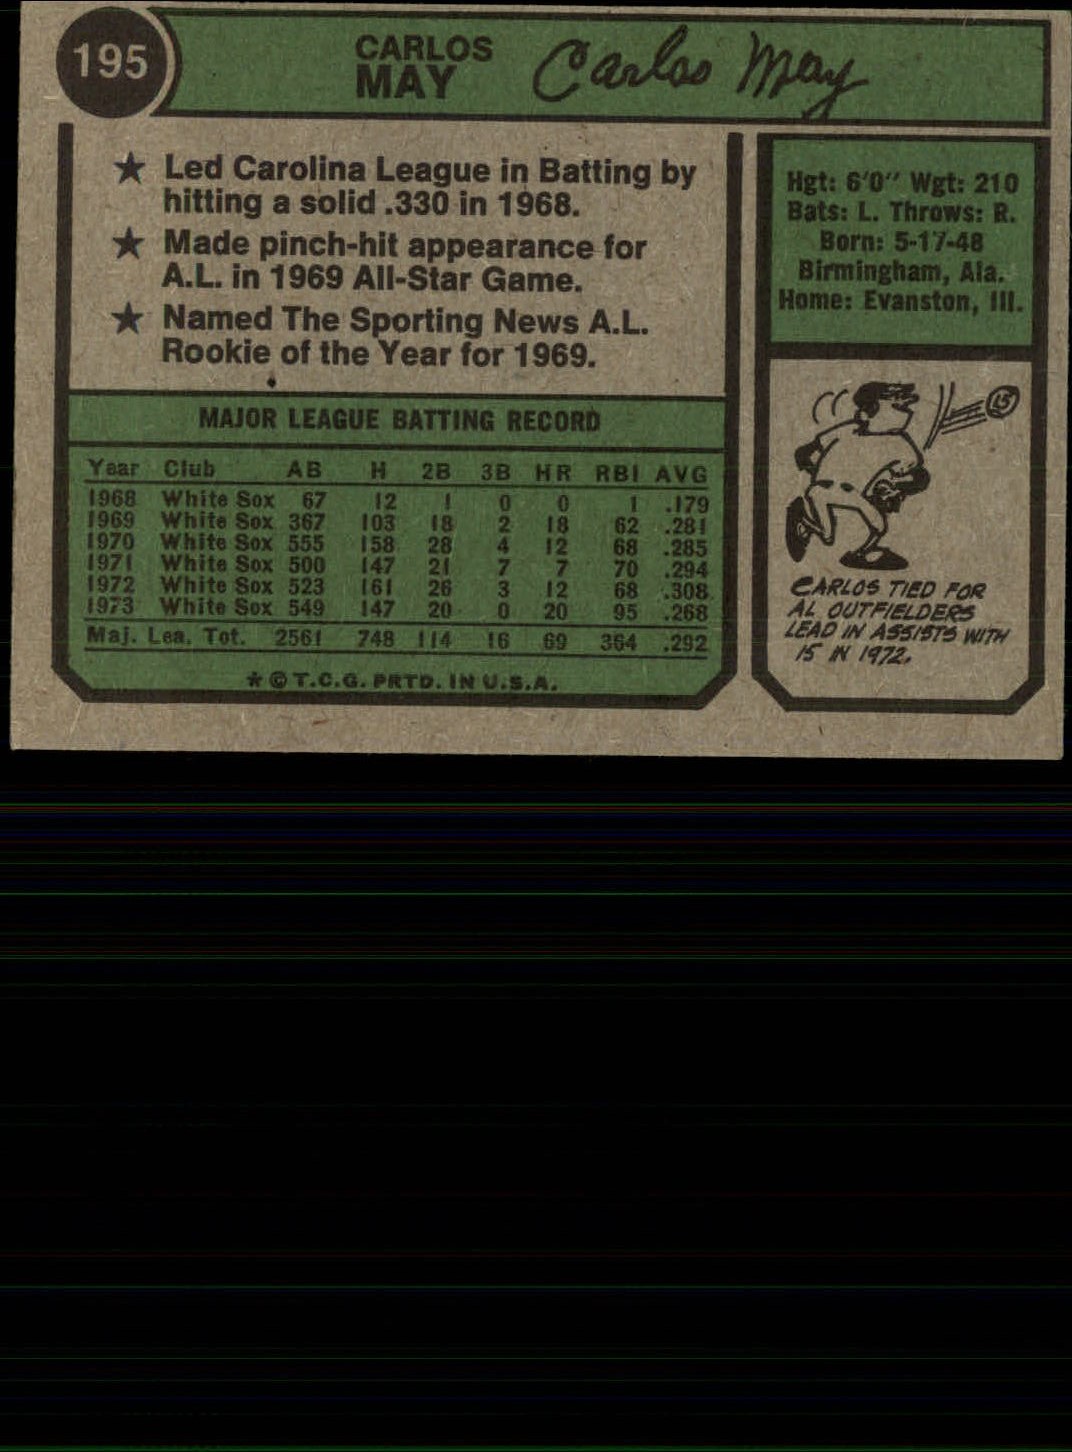 195
CARLOS
MAY
Carlos May
★ Led Carolina League in Batting by
hitting a solid .330 in 1968.
★ Made pinch-hit appearance for
A.L. in 1969 All-Star Game.
★ Named The Sporting News A.L.
Rookie of the Year for 1969.
Hgt: 6'0" Wgt: 210
Bats: L. Throws: R.
Born: 5-17-48
Birmingham, Ala.
Home: Evanston, Ill.
MAJOR LEAGUE BATTING RECORD
Year Club AB H 2B 3B HR RBI AVG
1968 White Sox 67 12 1 0 0 1 .179
1969 White Sox 367 103 18 2 18 62 .281
1970 White Sox 555 158 28 4 12 68 .285
1971 White Sox 500 147 21 7 7 70 .294
1972 White Sox 523 161 26 3 12 68 .308
1973 White Sox 549 147 20 0 20 95 .268
Maj. Lea. Tot. 2561 748 114 16 69 364 .292
* © T.C.G. PRTD. IN U.S.A.
15
CARLOS TIED FOR
AL OUTFIELDERS
LEAD IN ASSISTS WITH
15 IN 1972.